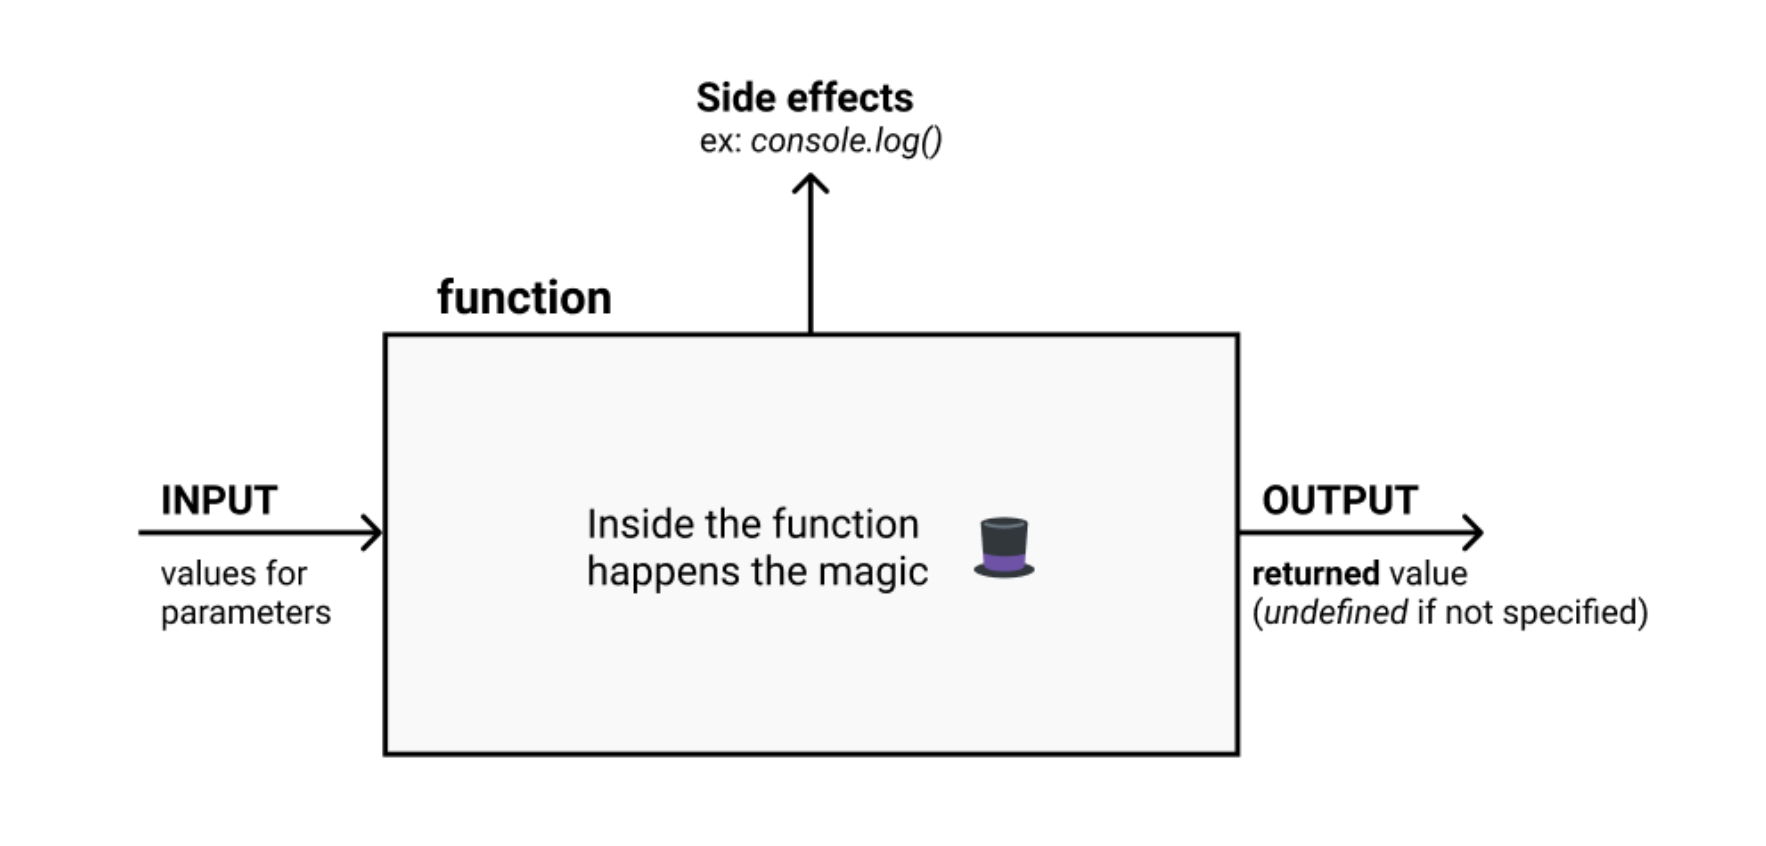 Side effects
ex: console.log()
function
INPUT
values for
parameters
Inside the function
happens the magic
OUTPUT
returned value
(undefined if not specified)